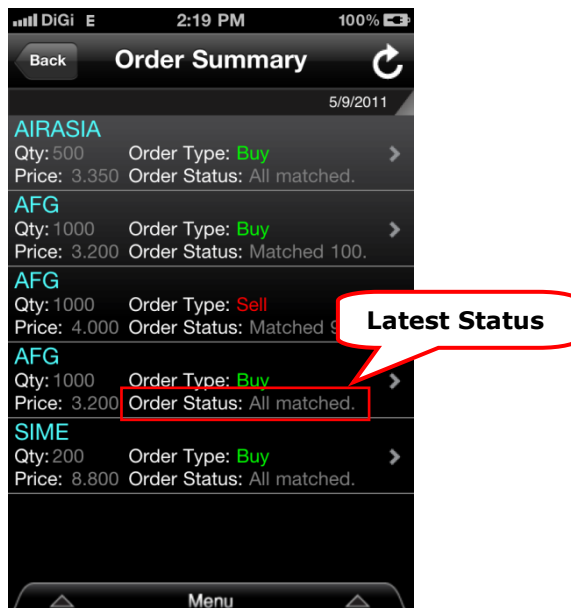 DiGi E 2:19 PM 100%
Back Order Summary
5/9/2011
AIRASIA
Qty: 500 Order Type: Buy
Price: 3.350 Order Status: All matched.
AFG
Qty: 1000 Order Type: Buy
Price: 3.200 Order Status: Matched 100.
AFG
Qty: 1000 Order Type: Sell
Price: 4.000 Order Status: Matched
Latest Status
AFG
Qty: 1000 Order Type: Buy
Price: 3.200 Order Status: All matched.
SIME
Qty: 200 Order Type: Buy
Price: 8.800 Order Status: All matched.
Menu